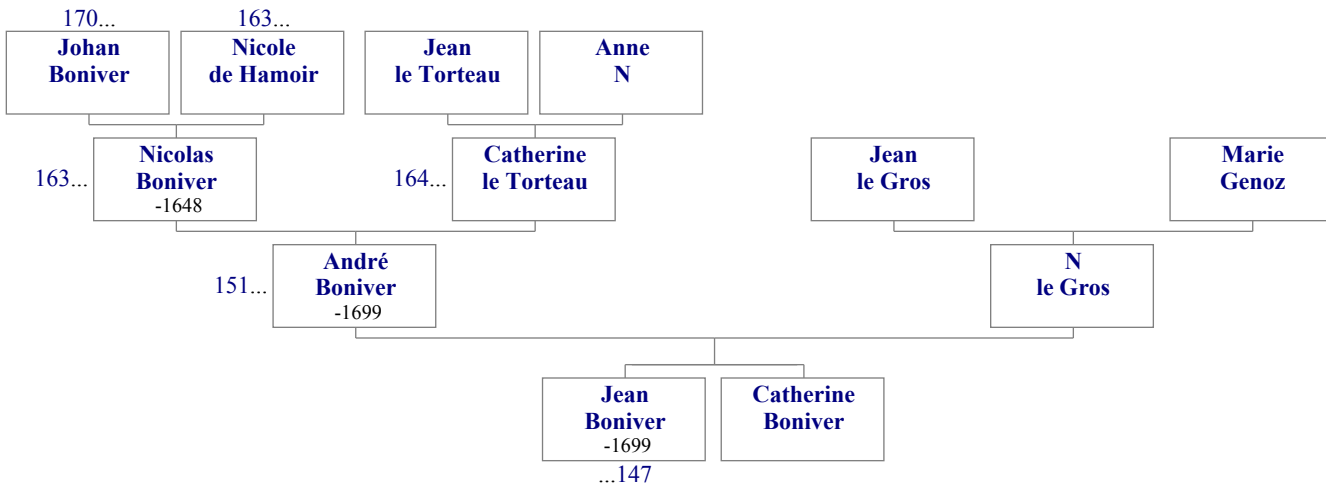 170...
163...
Johan
Boniver
Nicole
de Hamoir
Jean
le Torteau
Anne
N
163...
Nicolas
Boniver
-1648
164...
Catherine
le Torteau
Jean
le Gros
Marie
Genoz
151...
André
Boniver
-1699
N
le Gros
Jean
Boniver
-1699
Catherine
Boniver
...147